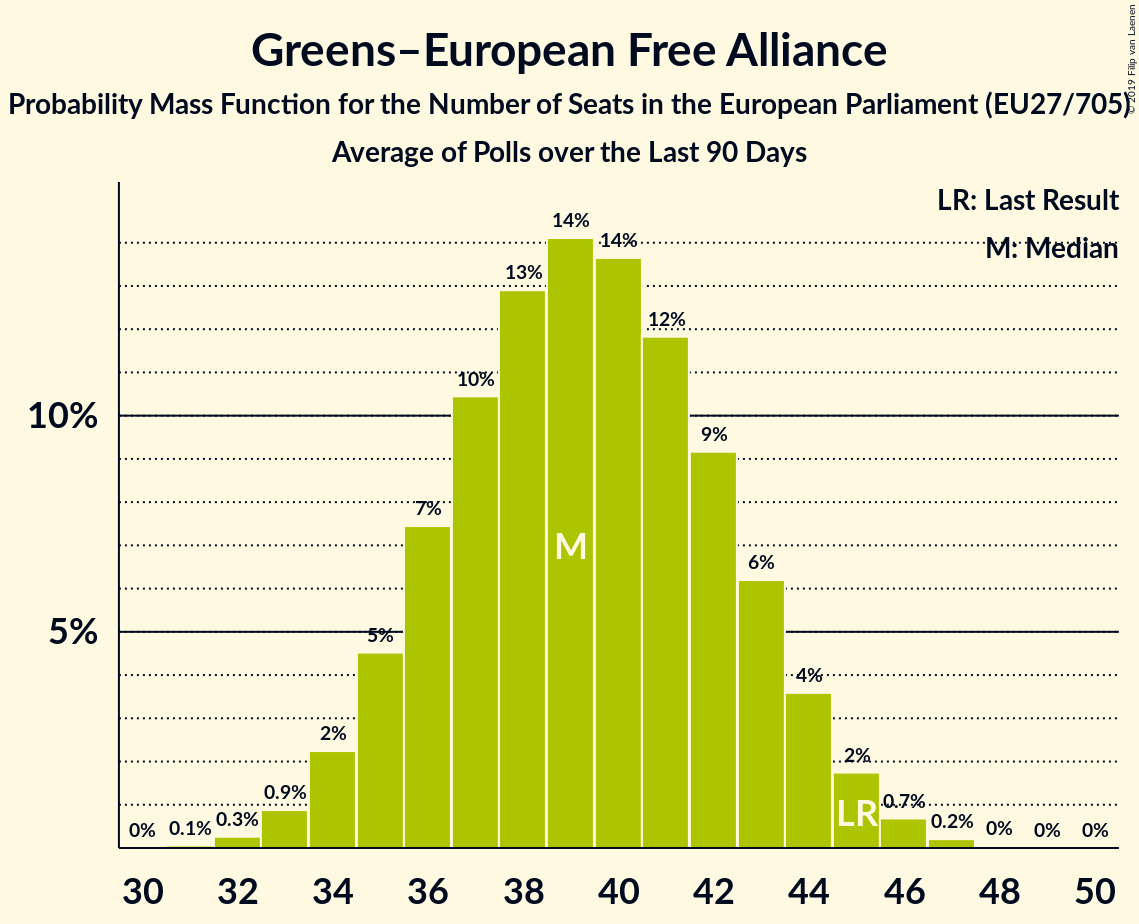 Greens–European Free Alliance
Probability Mass Function for the Number of Seats in the European Parliament (EU27/705)
Average of Polls over the Last 90 Days
© 2019 Filip van Laenen
LR: Last Result
M: Median
10%
5%
0%
0.1%
0.3%
0.9%
2%
5%
7%
10%
13%
14%
14%
12%
9%
6%
4%
2%
0.7%
0.2%
0%
0%
0%
M
LR
30 32 34 36 38 40 42 44 46 48 50